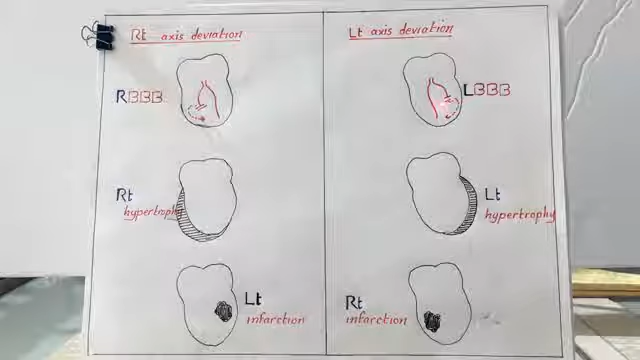 Rt axis deviation
RBBB
Rt
hypertrophy
Lt
infarction
Lt axis deviation
LBBB
Lt
hypertrophy
Rt
infarction